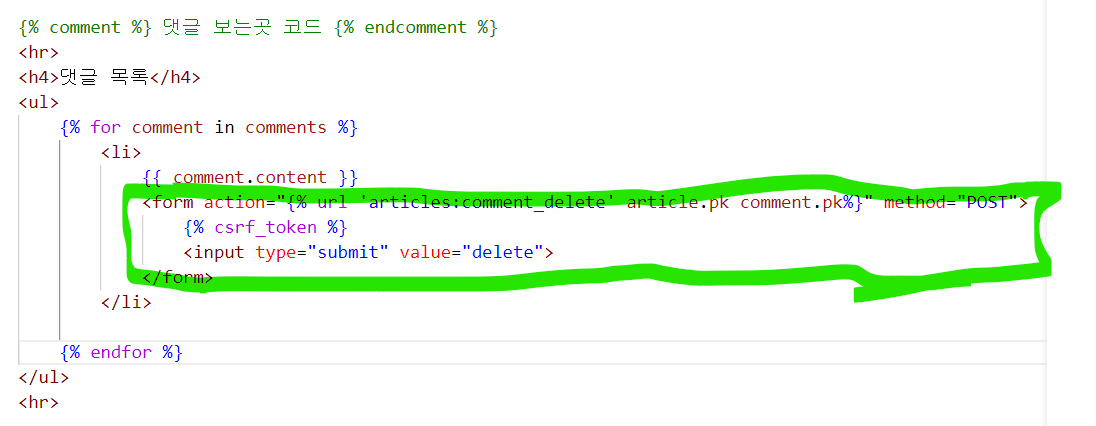 {% comment %} 댓글 보는곳 코드 {% endcomment %}
<hr>
<h4>댓글 목록</h4>
<ul>
{% for comment in comments %}
<li>
{{ comment.content }}
<form action="{% url 'articles:comment_delete' article.pk comment.pk%}" method="POST">
{% csrf_token %}
<input type="submit" value="delete">
</form>
</li>
{% endfor %}
</ul>
<hr>